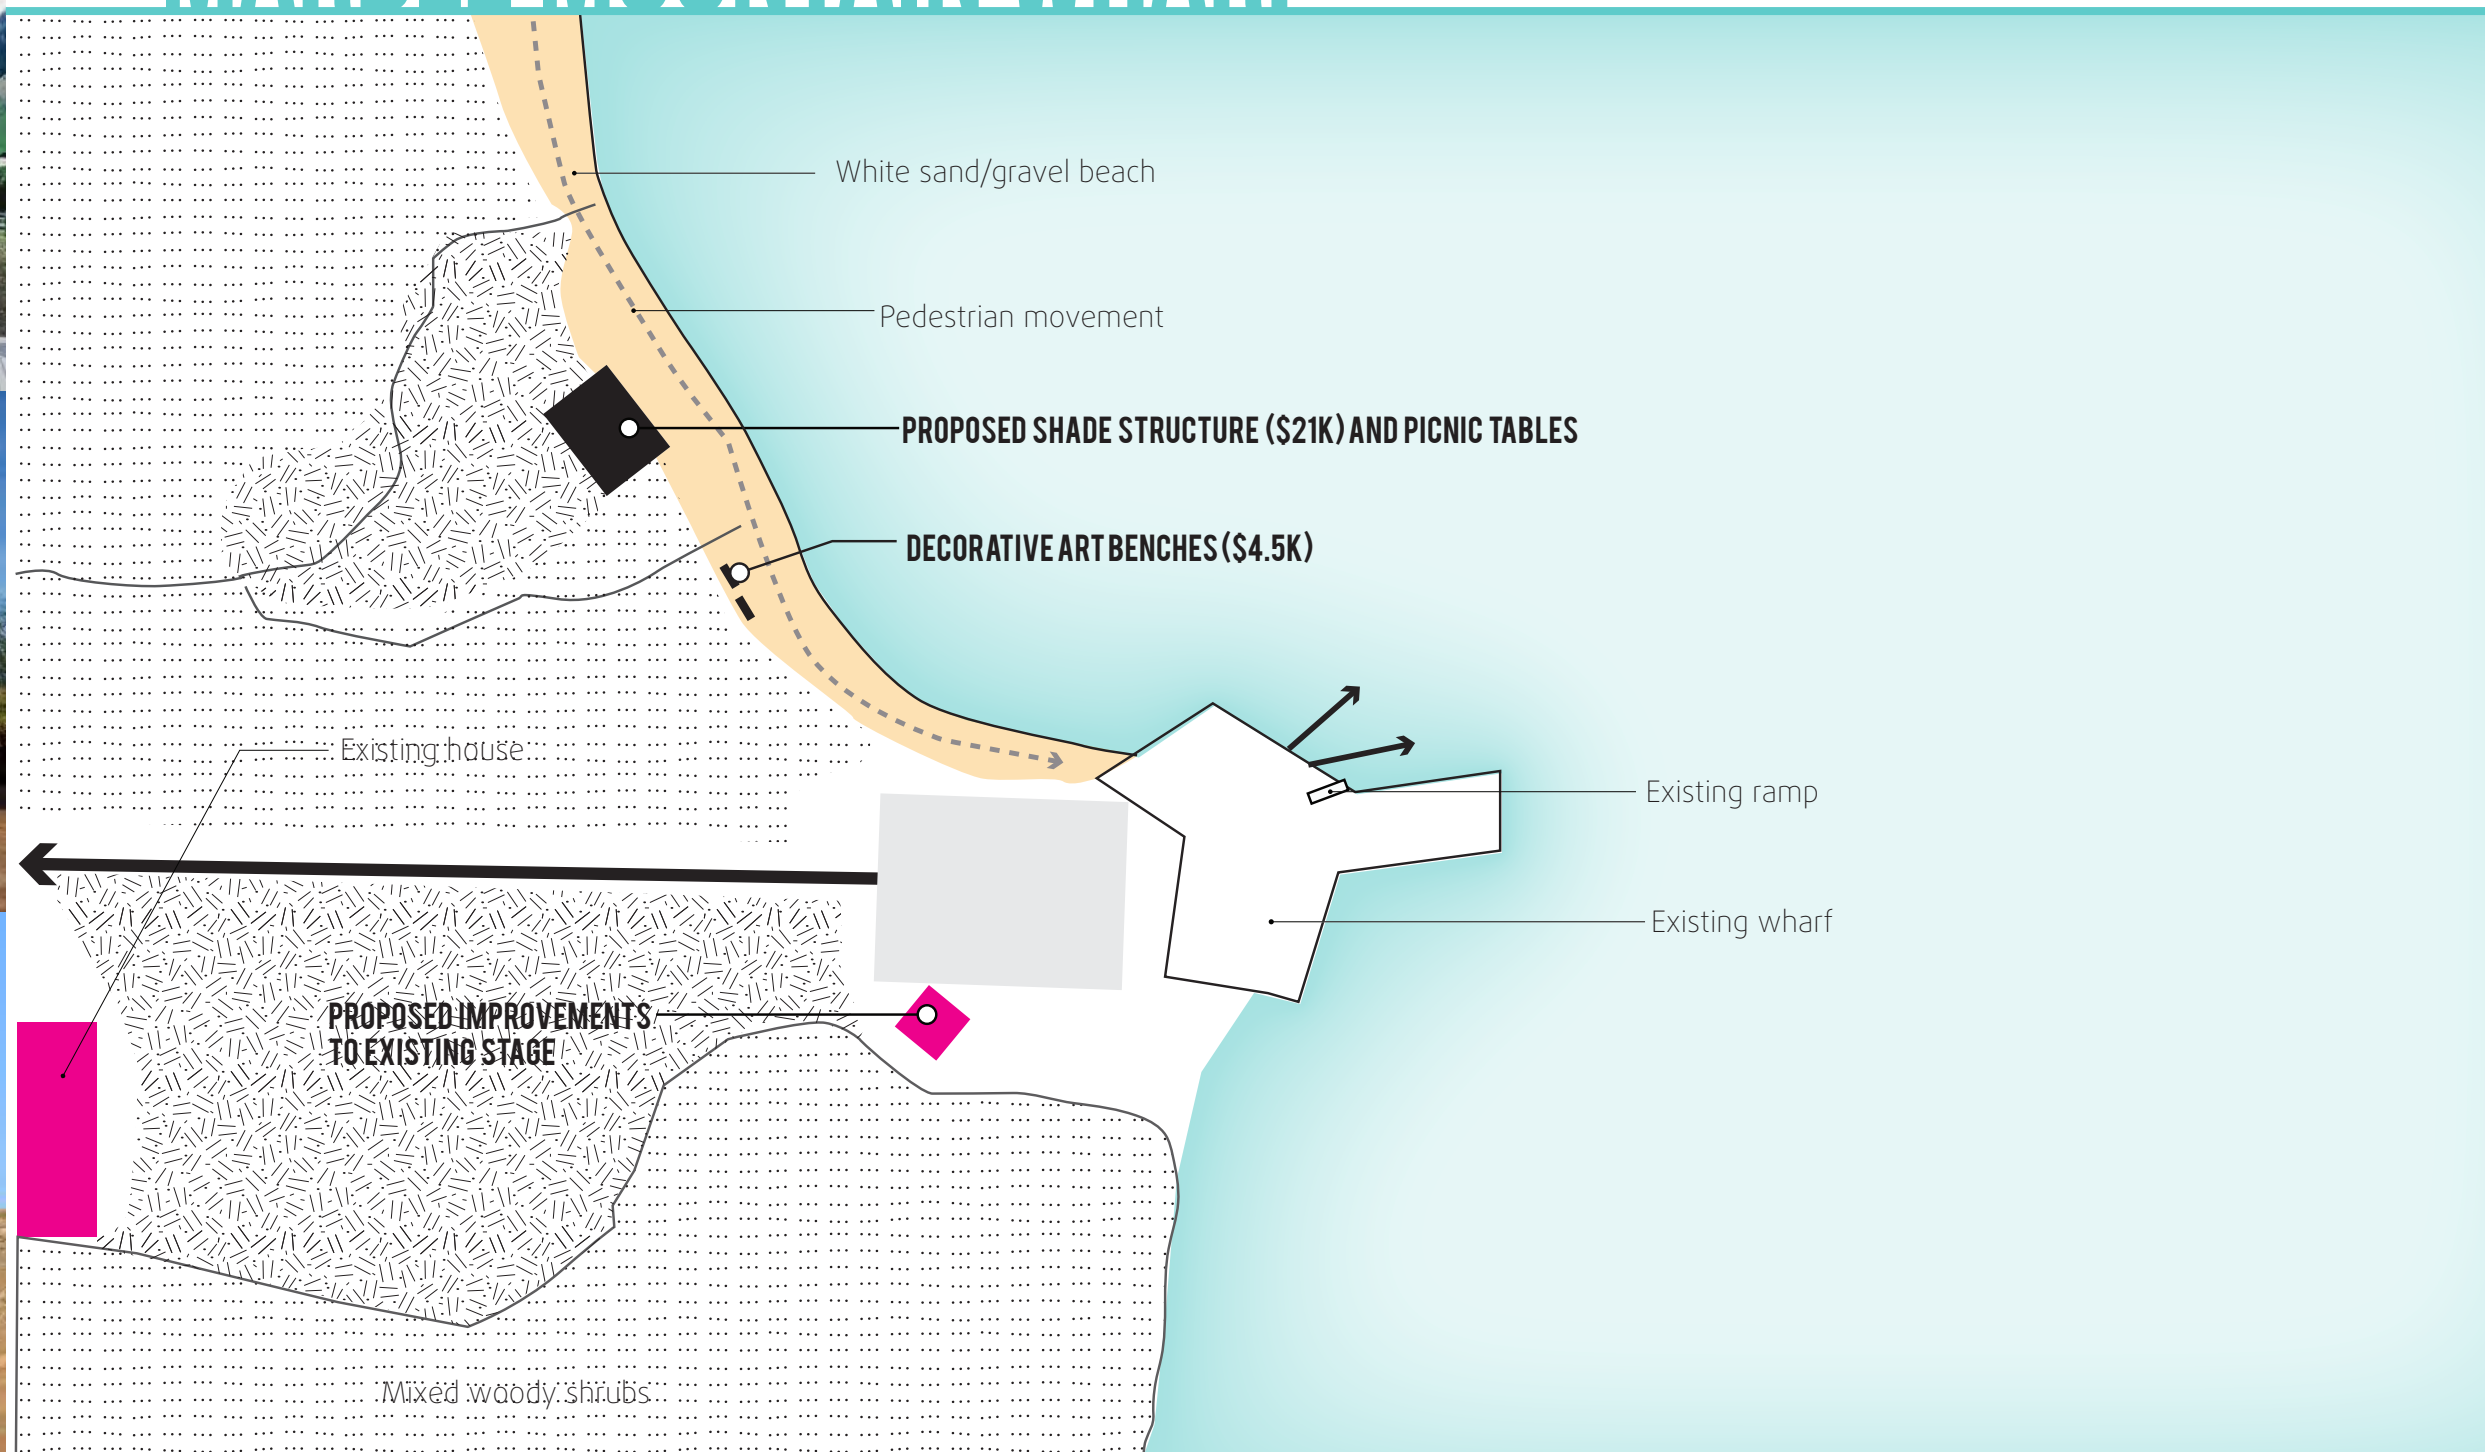 White sand/gravel beach
Pedestrian movement
PROPOSED SHADE STRUCTURE ($21K) AND PICNIC TABLES
DECORATIVE ART BENCHES ($4.5K)
Existing house
Existing ramp
Existing wharf
PROPOSED IMPROVEMENTS
TO EXISTING STAGE
Mixed woody shrubs